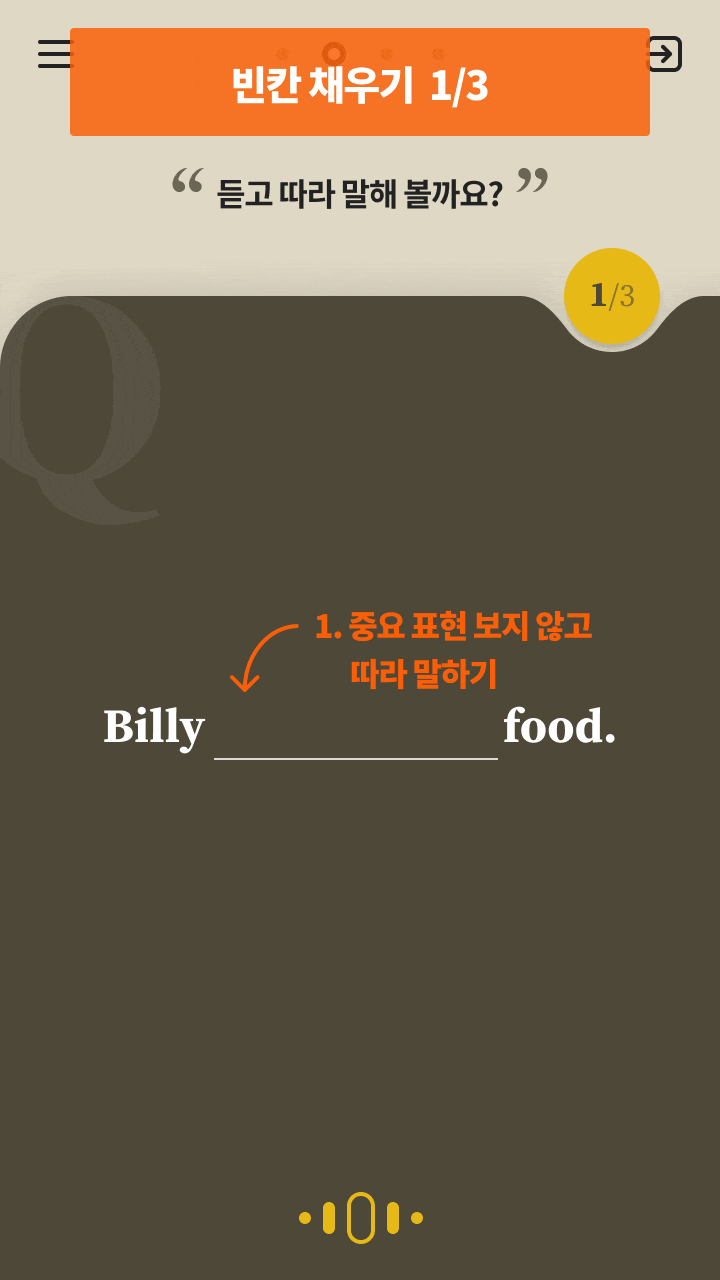 빈칸 채우기 1/3
“ 듣고 따라 말해 볼까요? ”
1/3
Q
1. 중요 표현 보지 않고
따라 말하기
Billy ____________ food.